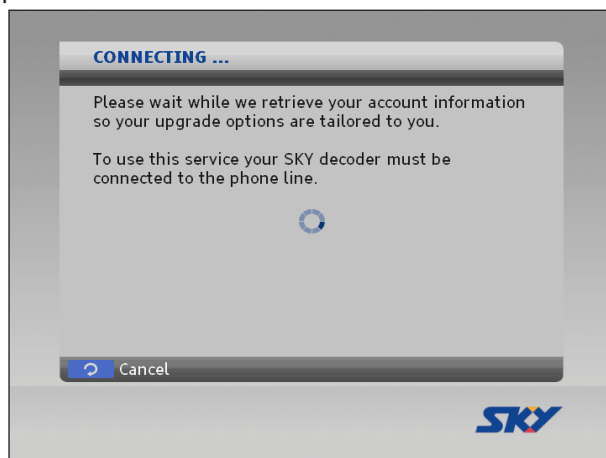 CONNECTING ...
Please wait while we retrieve your account information
so your upgrade options are tailored to you.
To use this service your SKY decoder must be
connected to the phone line.
Cancel
SKY